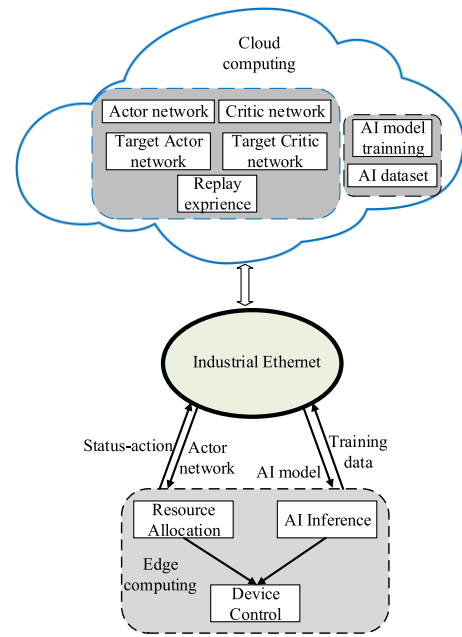 Cloud
computing
Actor network
Critic network
Target Actor
network
Target Critic
network
Replay
exprience
AI model
trainning
AI dataset
Industrial Ethernet
Status-action
Actor
network
AI model
Training
data
Resource
Allocation
AI Inference
Edge
computing
Device
Control